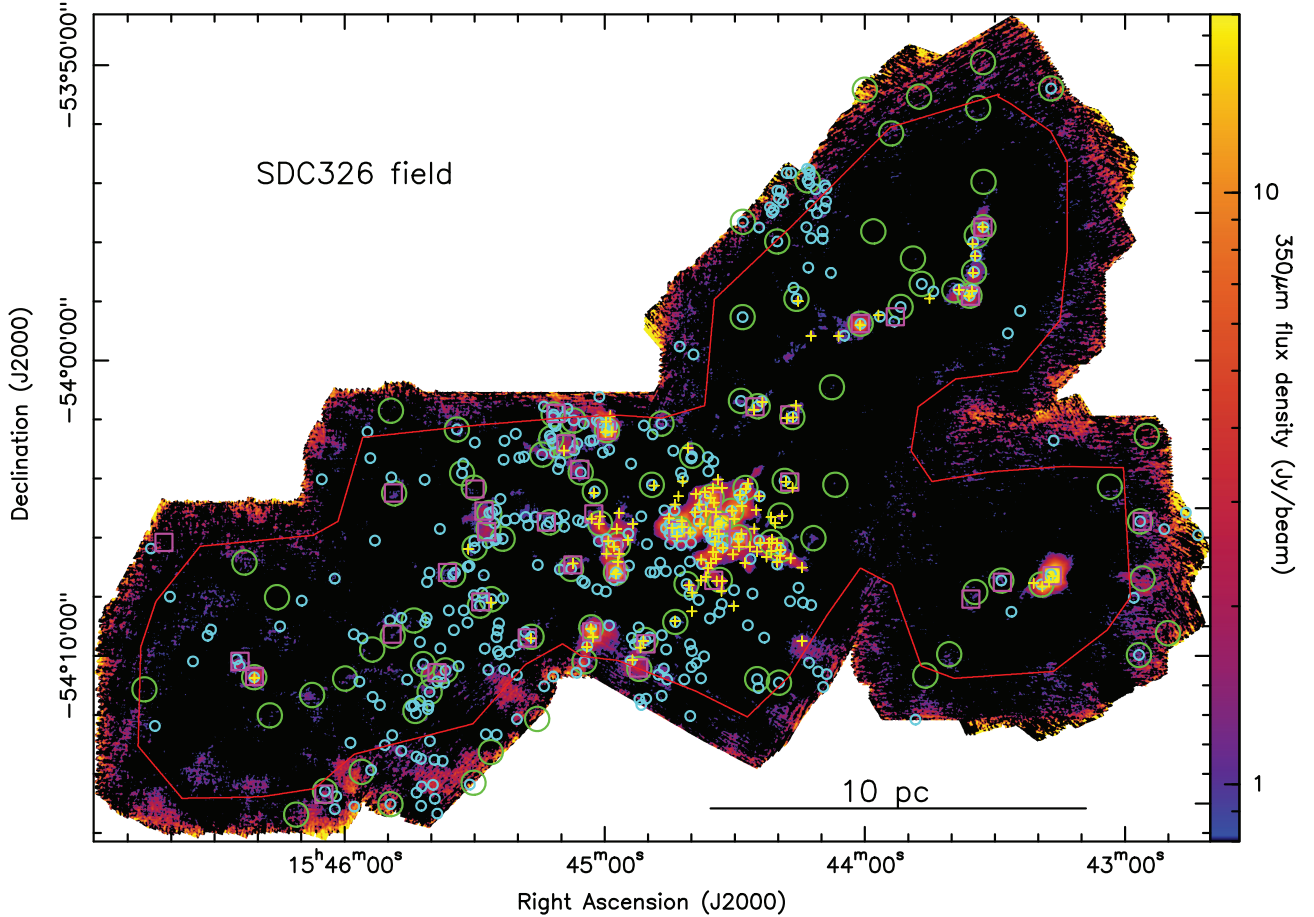 SDC326 field
−53°50'00"
−54°00'00"
−54°10'00"
Declination (J2000)
10 pc
15ʰ46ᵐ00ˢ
45ᵐ00ˢ
44ᵐ00ˢ
43ᵐ00ˢ
Right Ascension (J2000)
10
1
350μm flux density (Jy/beam)